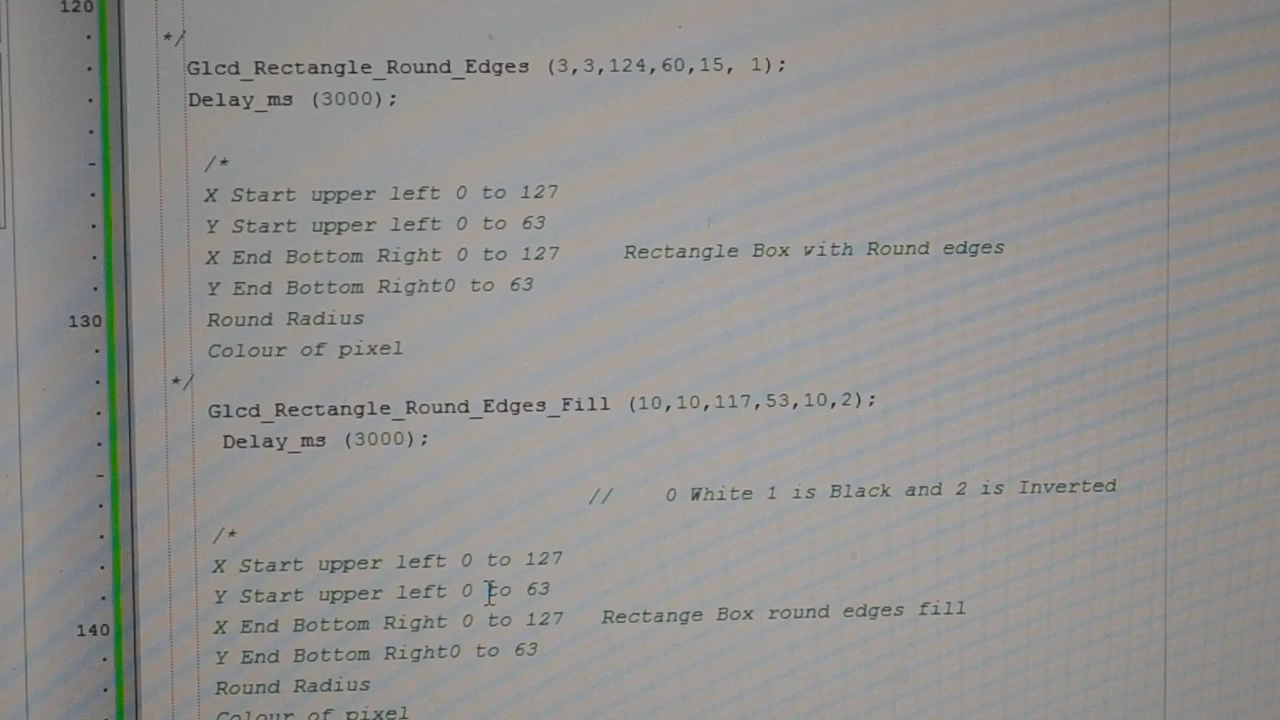 120
*/
Glcd_Rectangle_Round_Edges (3,3,124,60,15, 1);
Delay_ms (3000);
/*
X Start upper left 0 to 127
Y Start upper left 0 to 63
X End Bottom Right 0 to 127 Rectangle Box with Round edges
Y End Bottom Right0 to 63
130 Round Radius
Colour of pixel
*/
Glcd_Rectangle_Round_Edges_Fill (10,10,117,53,10,2);
Delay_ms (3000);
// 0 White 1 is Black and 2 is Inverted
/*
X Start upper left 0 to 127
Y Start upper left 0 to 63
140 X End Bottom Right 0 to 127 Rectange Box round edges fill
Y End Bottom Right0 to 63
Round Radius
Colour of pixel